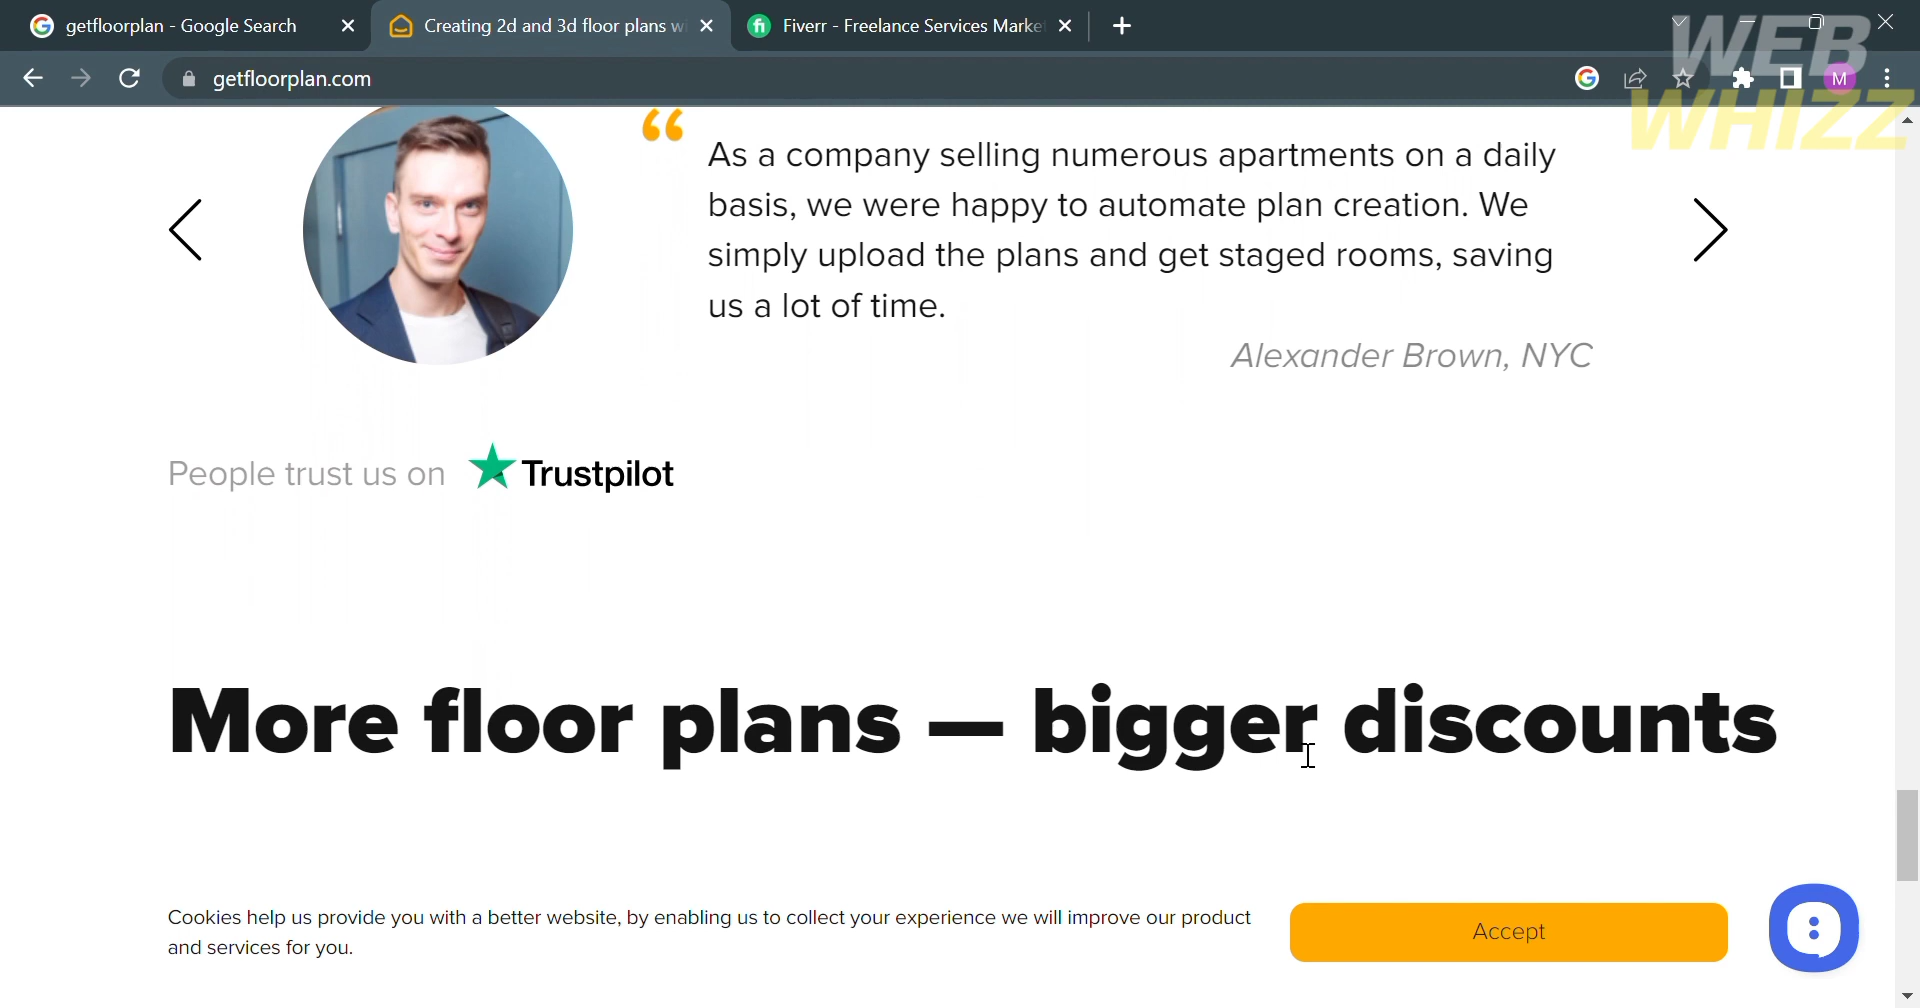 getfloorplan - Google Search
Creating 2d and 3d floor plans w
Fiverr - Freelance Services Marke
getfloorplan.com
M
WEB
WHIZZ
“
As a company selling numerous apartments on a daily
basis, we were happy to automate plan creation. We
simply upload the plans and get staged rooms, saving
us a lot of time.
Alexander Brown, NYC
People trust us on Trustpilot
More floor plans — bigger discounts
Cookies help us provide you with a better website, by enabling us to collect your experience we will improve our product
and services for you.
Accept